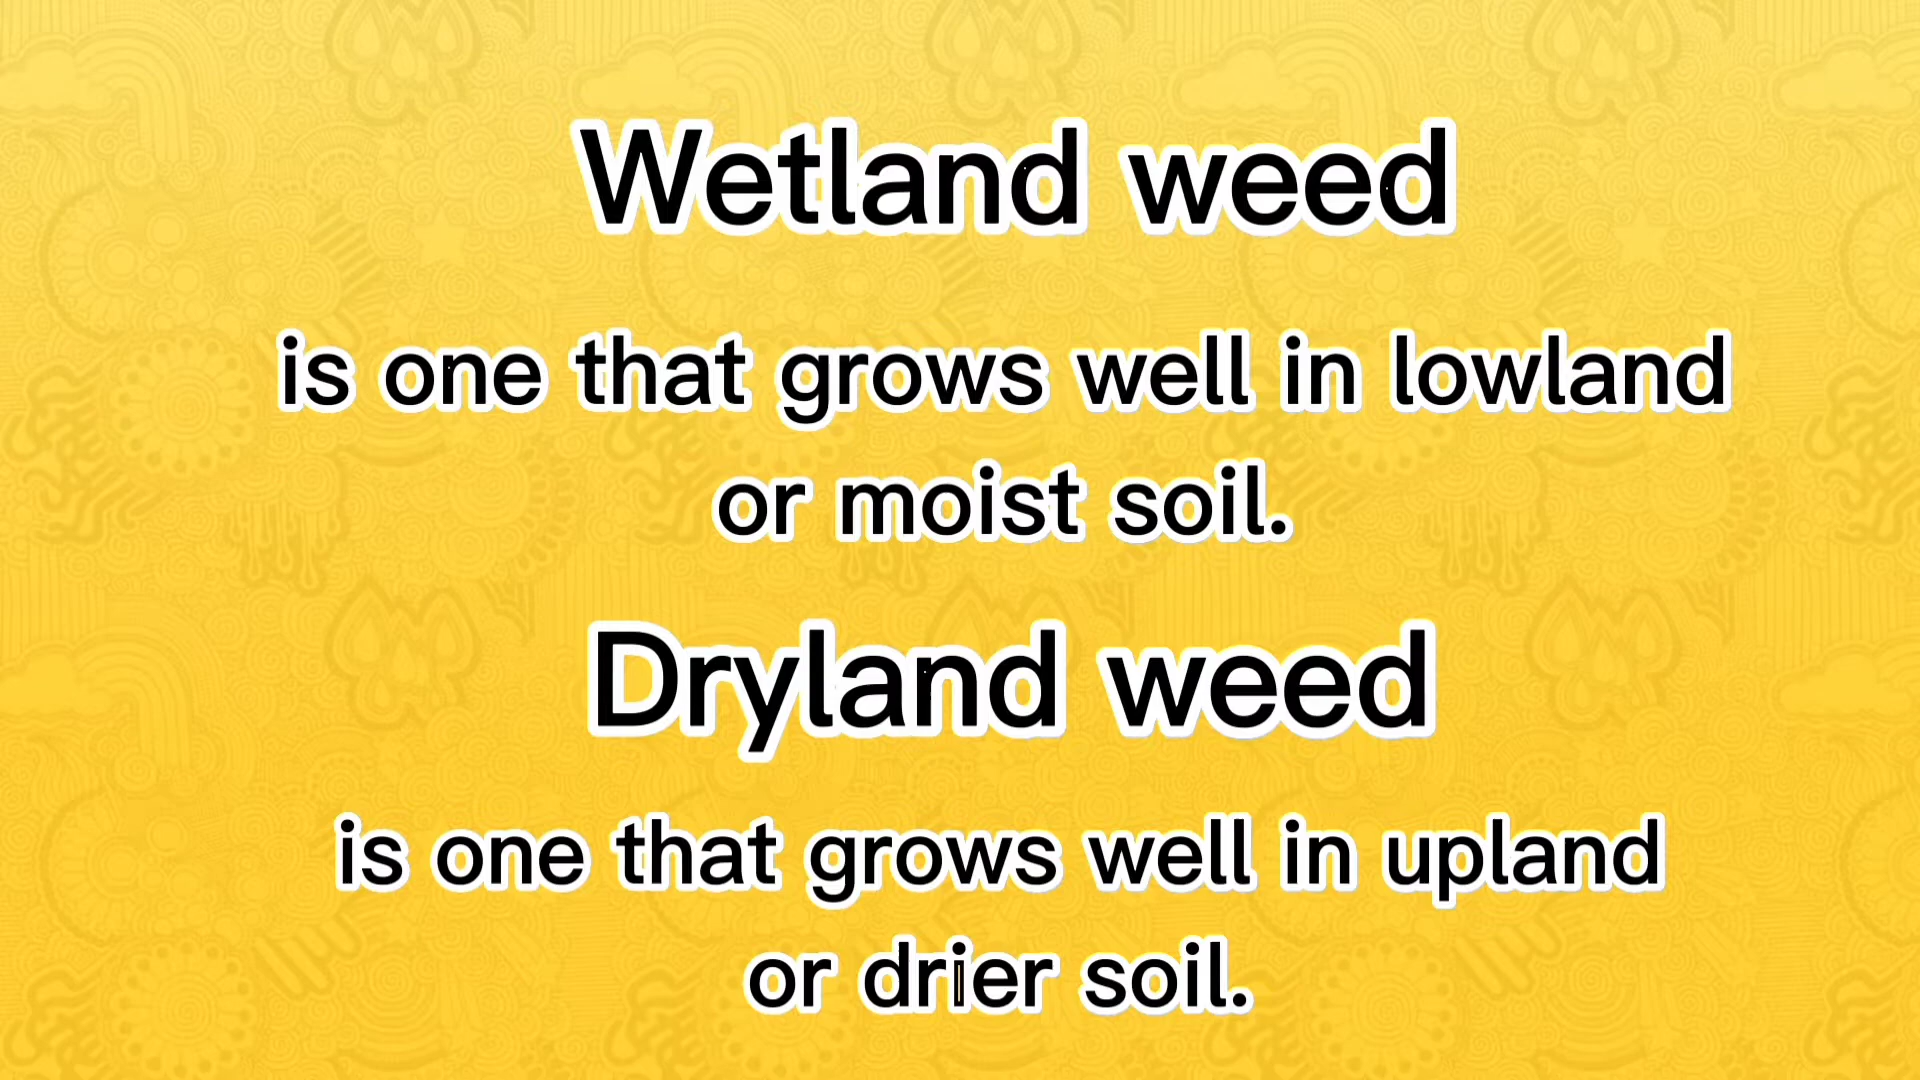 Wetland weed
is one that grows well in lowland
or moist soil.
Dryland weed
is one that grows well in upland
or drier soil.